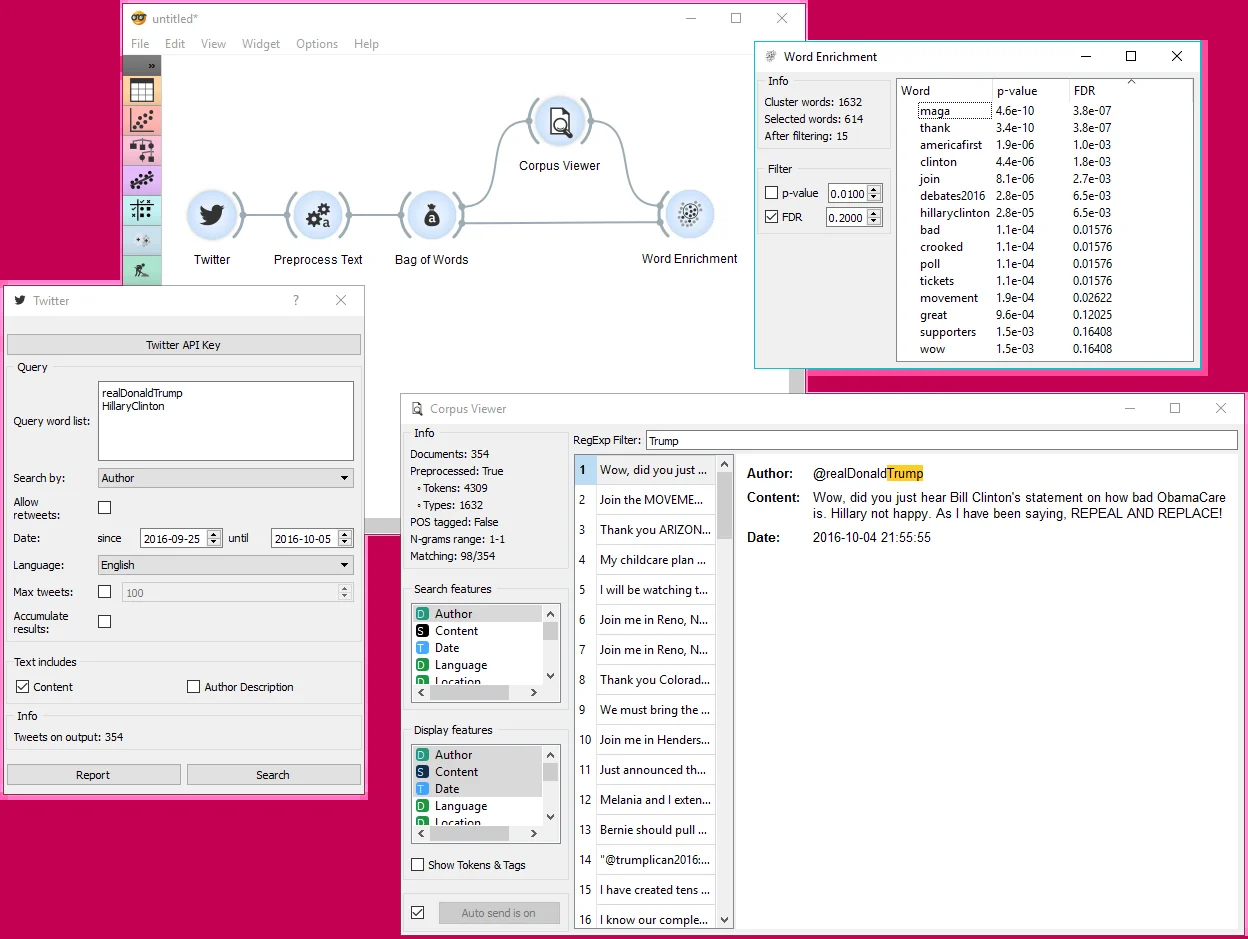 untitled*
File Edit View Widget Options Help
»
Corpus Viewer
Twitter
Preprocess Text
Bag of Words
Word Enrichment
a
a
Word Enrichment
Info
Cluster words: 1632
Selected words: 614
After filtering: 15
Filter
p-value 0.0100
FDR 0.2000
Word p-value FDR
maga 4.6e-10 3.8e-07
thank 3.4e-10 3.8e-07
americafirst 1.9e-06 1.0e-03
clinton 4.4e-06 1.8e-03
join 8.1e-06 2.7e-03
debates2016 2.8e-05 6.5e-03
hillaryclinton 2.8e-05 6.5e-03
bad 1.1e-04 0.01576
crooked 1.1e-04 0.01576
poll 1.1e-04 0.01576
tickets 1.1e-04 0.01576
movement 1.9e-04 0.02622
great 9.6e-04 0.12025
supporters 1.5e-03 0.16408
wow 1.5e-03 0.16408
Twitter ?
Twitter API Key
Query
Query word list:
realDonaldTrump
HillaryClinton
Search by: Author
Allow
retweets:
Date: since 2016-09-25 until 2016-10-05
Language: English
Max tweets: 100
Accumulate
results:
Text includes
Content Author Description
Info
Tweets on output: 354
Report Search
Corpus Viewer
Info
Documents: 354
Preprocessed: True
◦ Tokens: 4309
◦ Types: 1632
POS tagged: False
N-grams range: 1-1
Matching: 98/354
Search features
D Author
S Content
T Date
D Language
D Location
Display features
D Author
S Content
T Date
D Language
D Location
Show Tokens & Tags
Auto send is on
RegExp Filter: Trump
1 Wow, did you just ...
2 Join the MOVEME...
3 Thank you ARIZON...
4 My childcare plan ...
5 I will be watching t...
6 Join me in Reno, N...
7 Join me in Reno, N...
8 Thank you Colorad...
9 We must bring the ...
10 Join me in Henders...
11 Just announced th...
12 Melania and I exten...
13 Bernie should pull ...
14 "@trumplican2016:...
15 I have created tens ...
16 I know our comple...
Author: @realDonaldTrump
Content: Wow, did you just hear Bill Clinton's statement on how bad ObamaCare
is. Hillary not happy. As I have been saying, REPEAL AND REPLACE!
Date: 2016-10-04 21:55:55